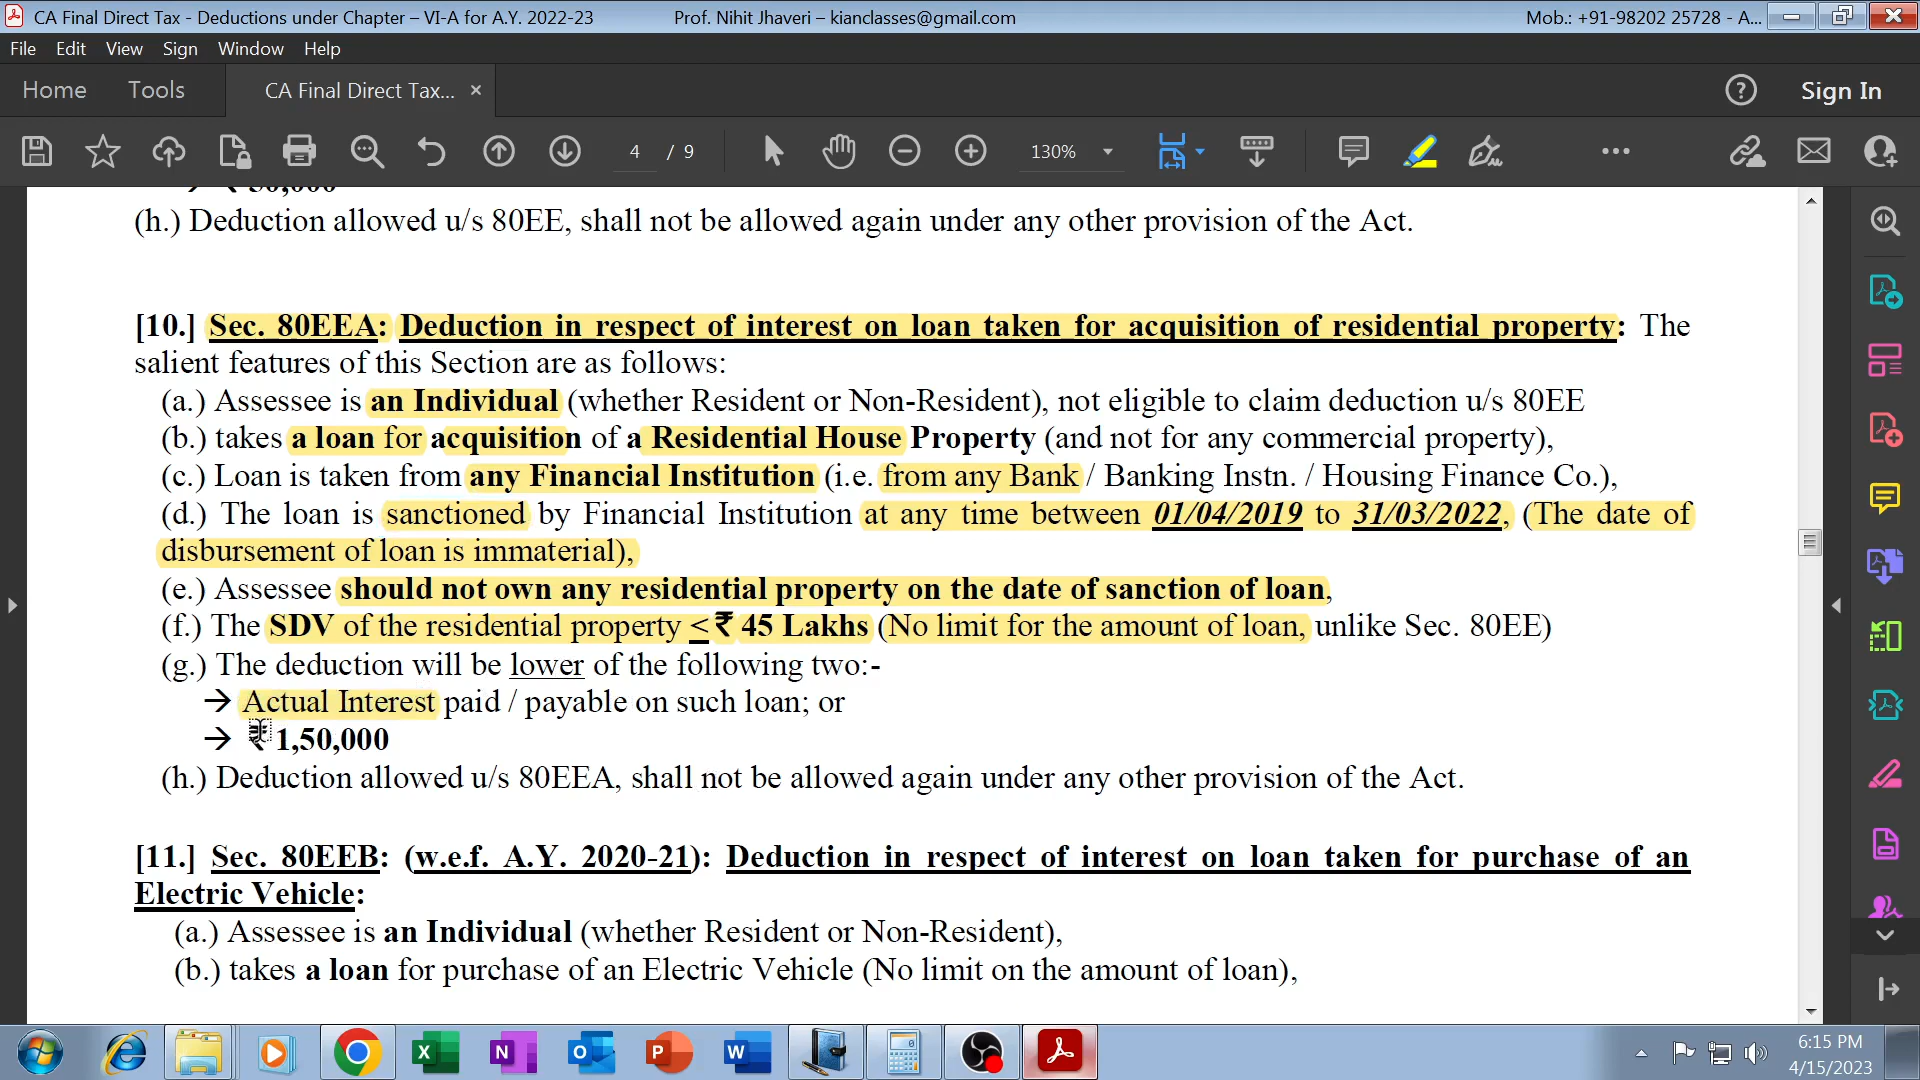 CA Final Direct Tax - Deductions under Chapter – VI-A for A.Y. 2022-23 Prof. Nihit Jhaveri – kianclasses@gmail.com Mob.: +91-98202 25728 - A...
File Edit View Sign Window Help
Home Tools CA Final Direct Tax... × Sign In
4 / 9 130%
→ ₹ 50,000
(h.) Deduction allowed u/s 80EE, shall not be allowed again under any other provision of the Act.
[10.] Sec. 80EEA: Deduction in respect of interest on loan taken for acquisition of residential property: The
salient features of this Section are as follows:
(a.) Assessee is an Individual (whether Resident or Non-Resident), not eligible to claim deduction u/s 80EE
(b.) takes a loan for acquisition of a Residential House Property (and not for any commercial property),
(c.) Loan is taken from any Financial Institution (i.e. from any Bank / Banking Instn. / Housing Finance Co.),
(d.) The loan is sanctioned by Financial Institution at any time between 01/04/2019 to 31/03/2022, (The date of
disbursement of loan is immaterial),
(e.) Assessee should not own any residential property on the date of sanction of loan,
(f.) The SDV of the residential property < ₹ 45 Lakhs (No limit for the amount of loan, unlike Sec. 80EE)
(g.) The deduction will be lower of the following two:-
→ Actual Interest paid / payable on such loan; or
→ ₹ 1,50,000
(h.) Deduction allowed u/s 80EEA, shall not be allowed again under any other provision of the Act.
[11.] Sec. 80EEB: (w.e.f. A.Y. 2020-21): Deduction in respect of interest on loan taken for purchase of an
Electric Vehicle:
(a.) Assessee is an Individual (whether Resident or Non-Resident),
(b.) takes a loan for purchase of an Electric Vehicle (No limit on the amount of loan),
6:15 PM
4/15/2023